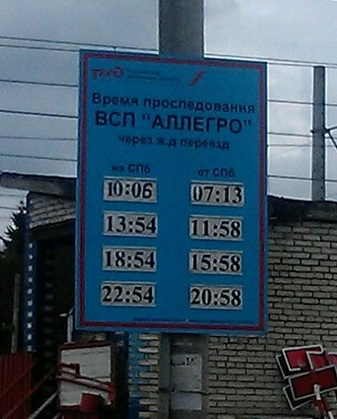 Время проследования
ВСП "АЛЛЕГРО"
через ж.д переезд
на СПб от СПб
10:06 07:13
13:54 11:58
18:54 15:58
22:54 20:58